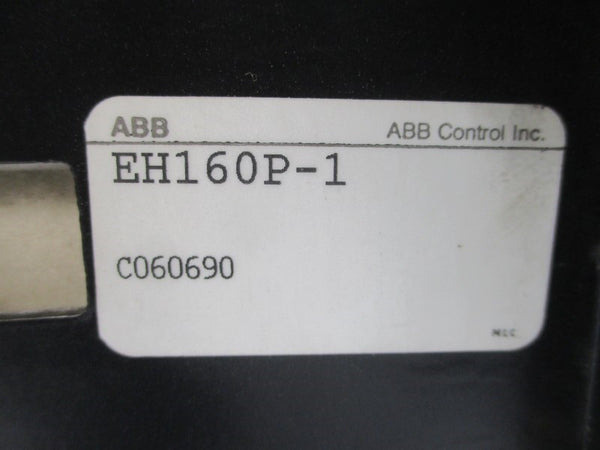 ABB ABB Control Inc.
EH160P-1
C060690